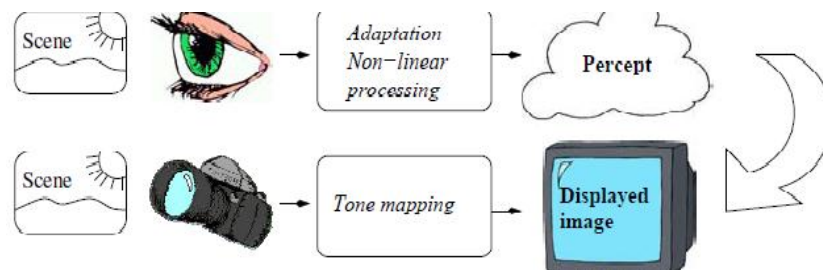 Scene
Adaptation
Non-linear
processing
Percept
Scene
Tone mapping
Displayed
image